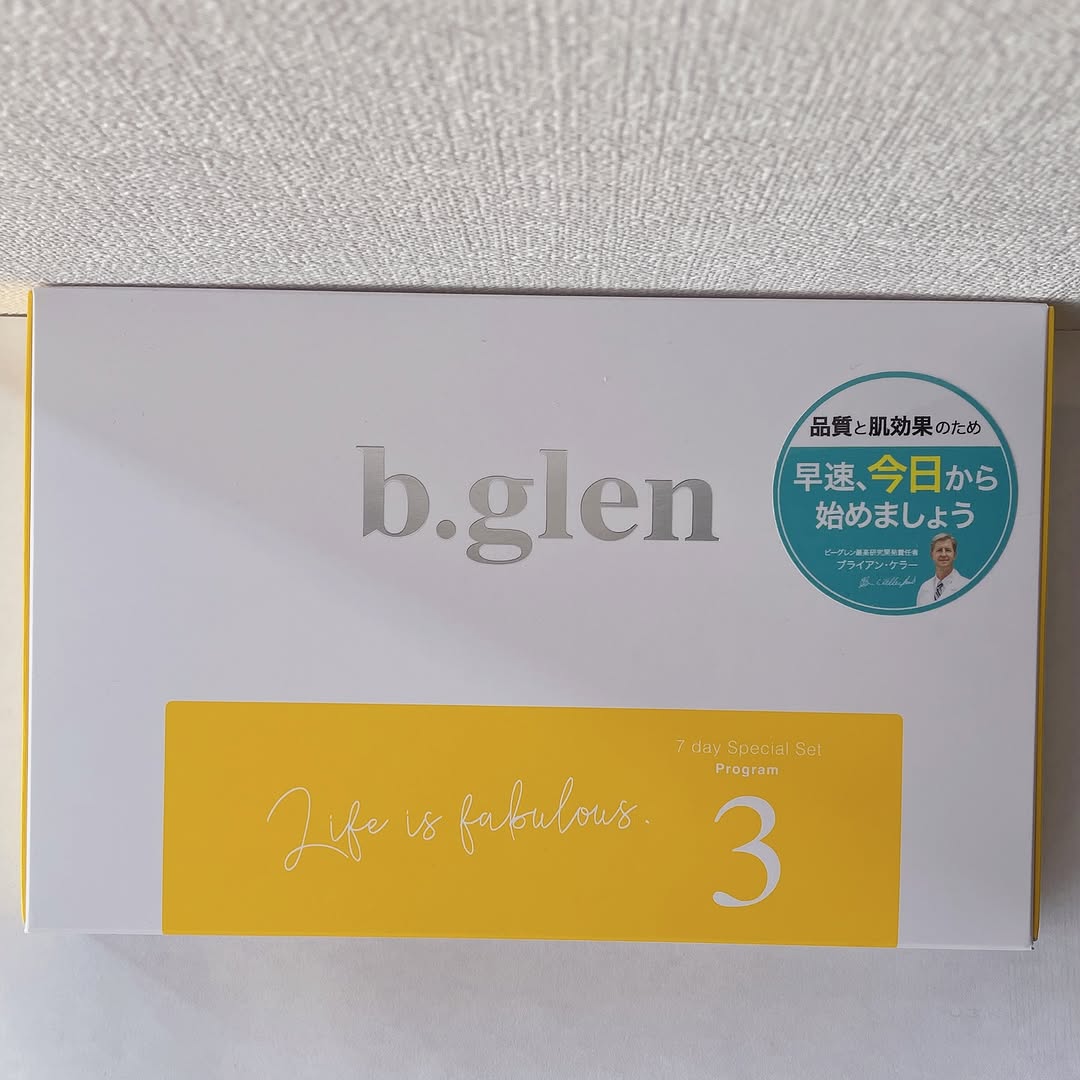 b.glen
品質と肌効果のため
早速、今日から
始めましょう
ビーグレン最高研究開発責任者
ブライアン・ケラー
7 day Special Set
Program
3
Life is fabulous.